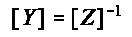 [Y] = [Z]⁻¹